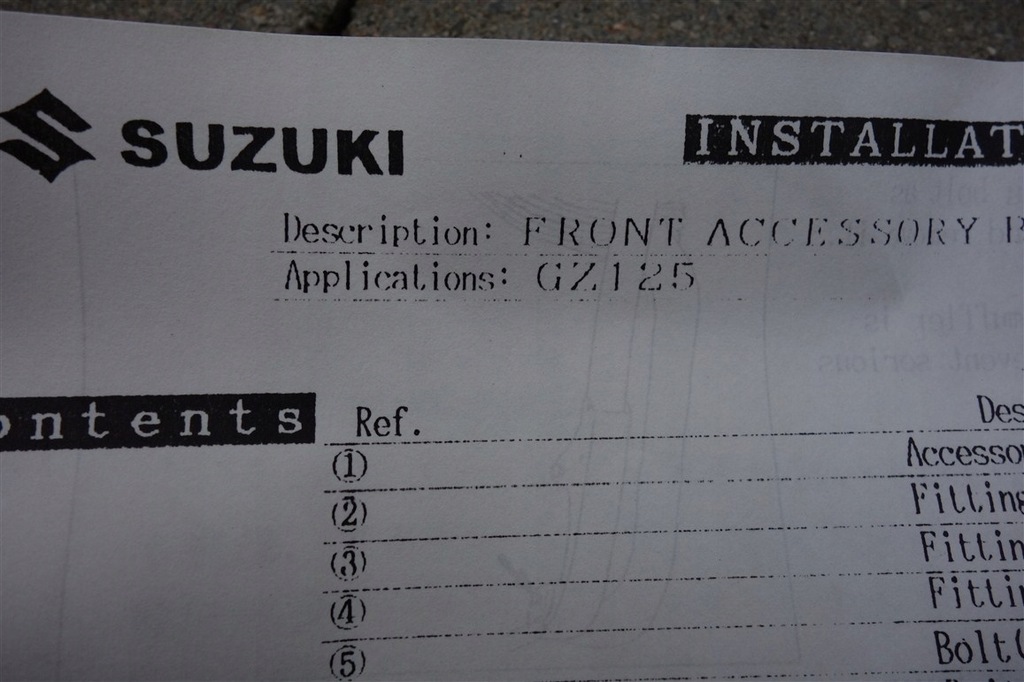 SUZUKI
INSTALLAT
Description: FRONT ACCESSORY
Applications: GZ125
ontents
Ref.
Des
(1)
Accesso
(2)
Fitting
(3)
Fittin
(4)
Fittin
(5)
Bolt(